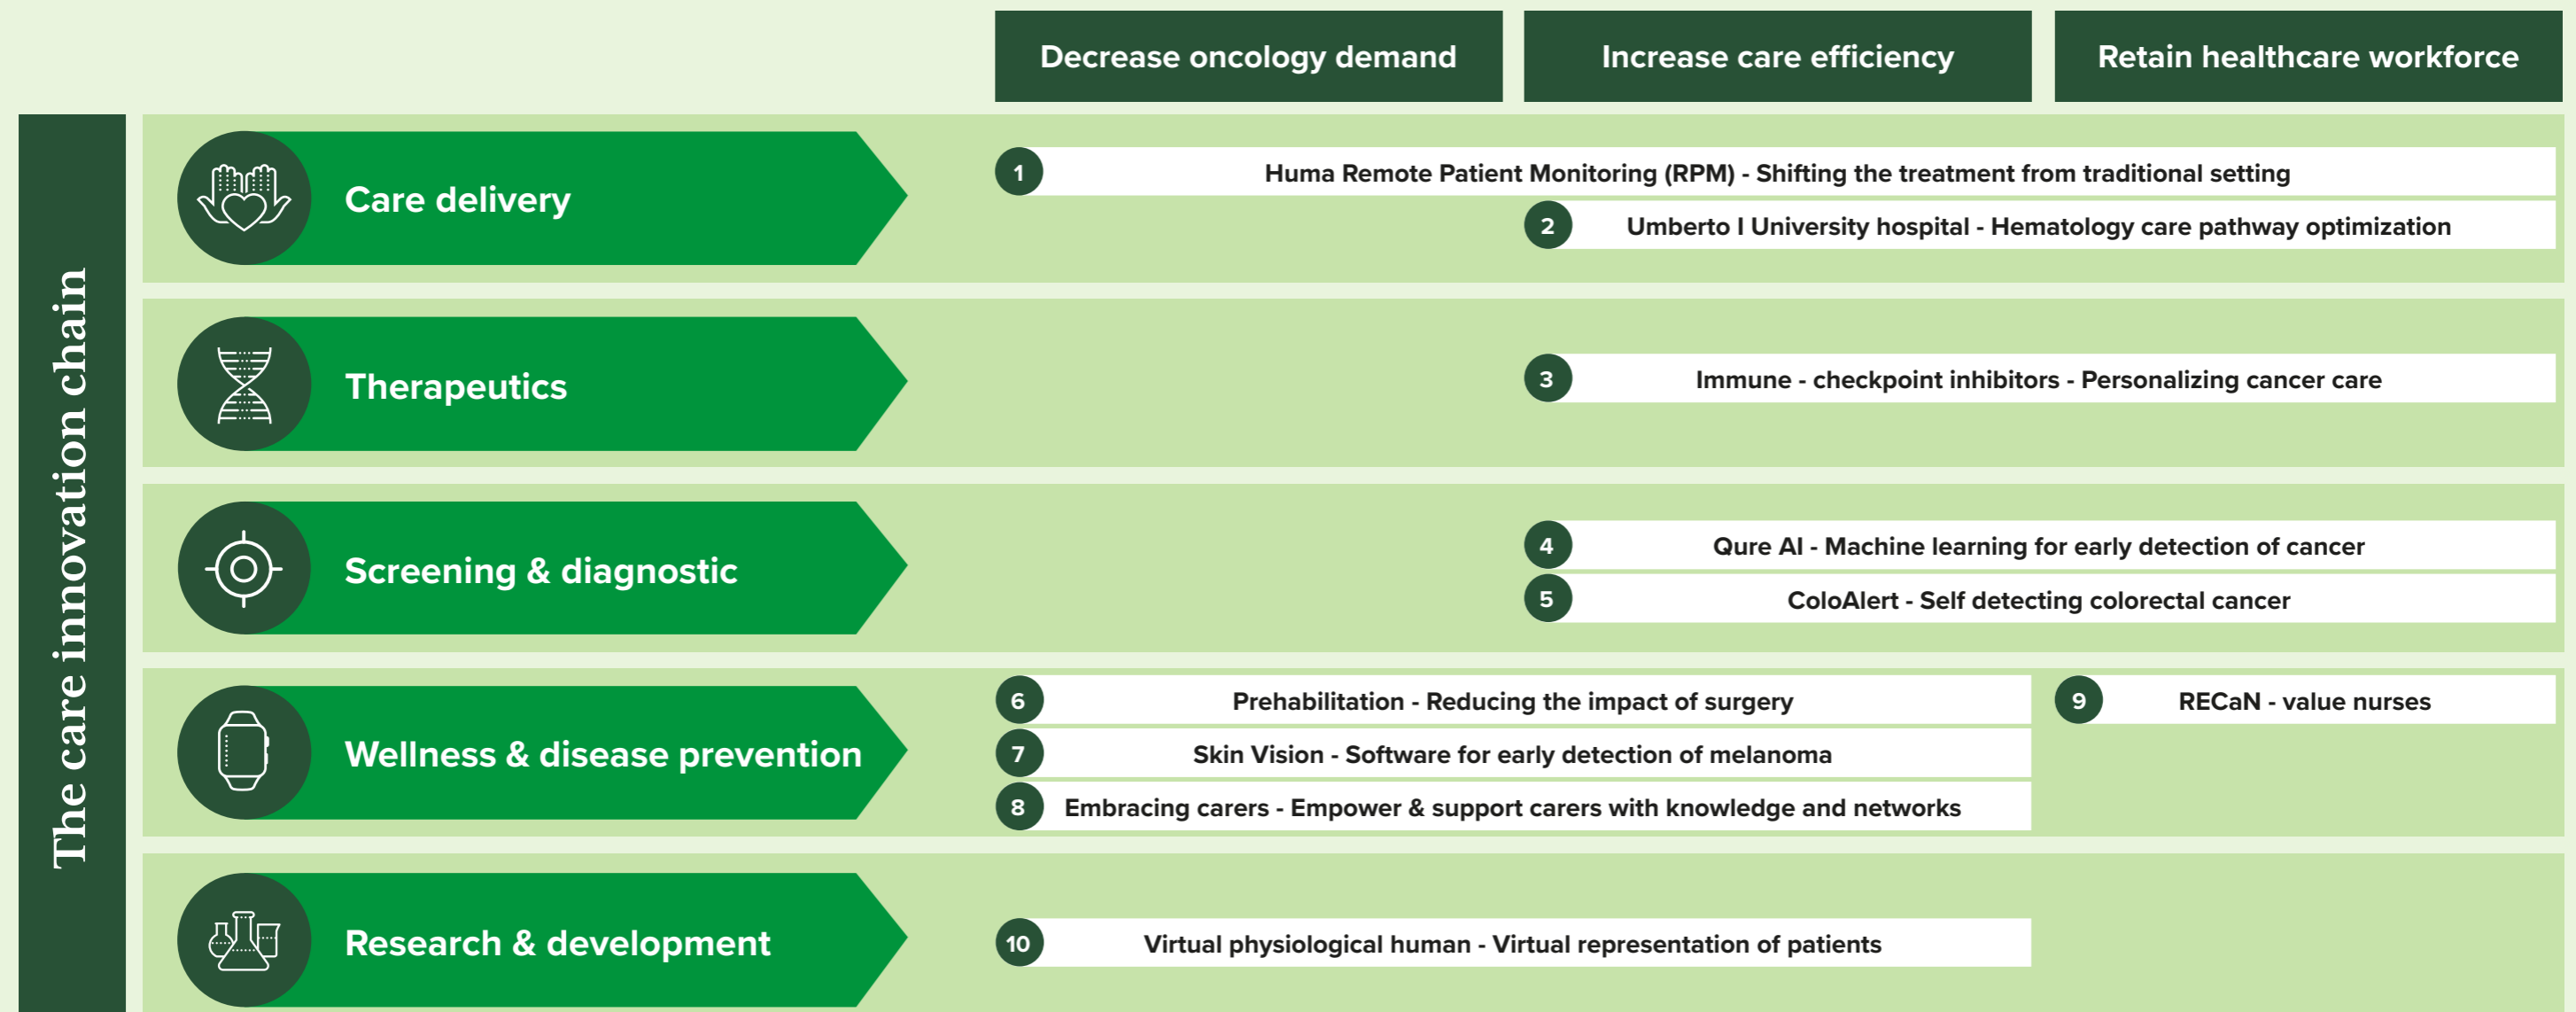 Decrease oncology demand
Increase care efficiency
Retain healthcare workforce
The care innovation chain
Care delivery
1 Huma Remote Patient Monitoring (RPM) - Shifting the treatment from traditional setting
2 Umberto I University hospital - Hematology care pathway optimization
Therapeutics
3 Immune - checkpoint inhibitors - Personalizing cancer care
Screening & diagnostic
4 Qure AI - Machine learning for early detection of cancer
5 ColoAlert - Self detecting colorectal cancer
Wellness & disease prevention
6 Prehabilitation - Reducing the impact of surgery
9 RECaN - value nurses
7 Skin Vision - Software for early detection of melanoma
8 Embracing carers - Empower & support carers with knowledge and networks
Research & development
10 Virtual physiological human - Virtual representation of patients